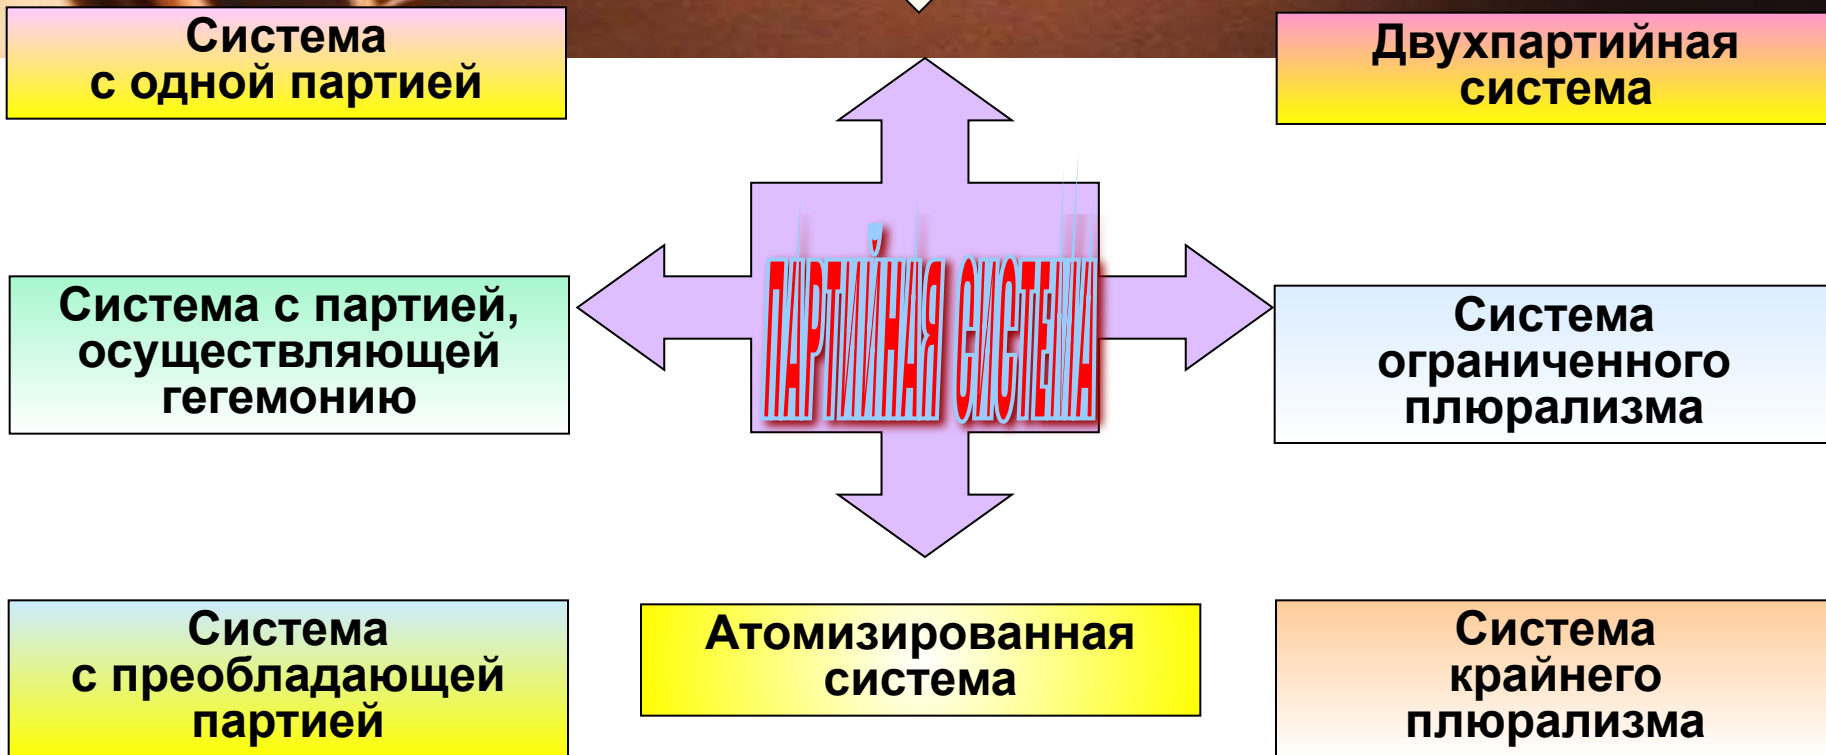 Система
с одной партией
Двухпартийная
система
ПАРТИЙНАЯ СИСТЕМА
Система с партией,
осуществляющей
гегемонию
Система
ограниченного
плюрализма
Система
с преобладающей
партией
Атомизированная
система
Система
крайнего
плюрализма